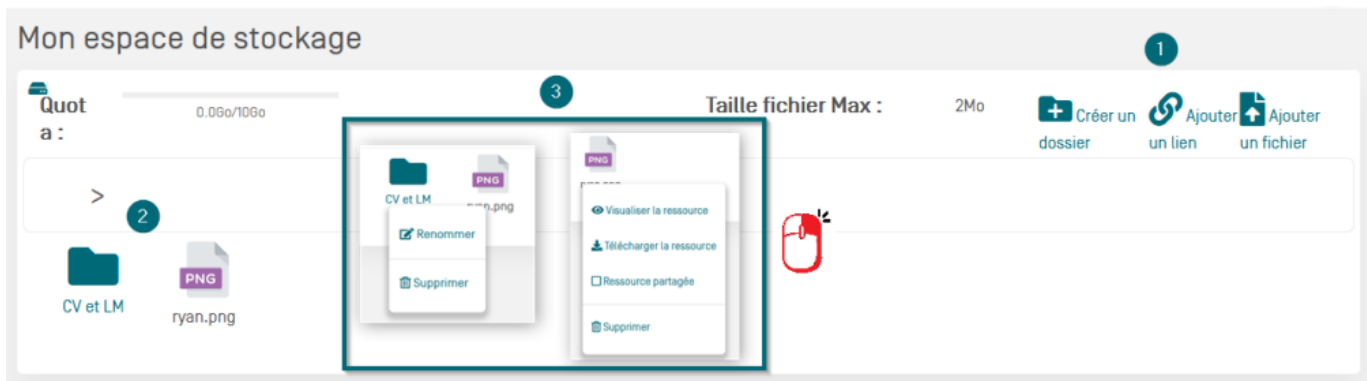 Mon espace de stockage
1
3
Quot
a :
0.0Go/10Go
Taille fichier Max :
2Mo
Créer un
dossier
Ajouter
un lien
Ajouter
un fichier
>
2
PNG
CV et LM
ryan.png
CV et LM
PNG
Renommer
Supprimer
PNG
Visualiser la ressource
Télécharger la ressource
Ressource partagée
Supprimer